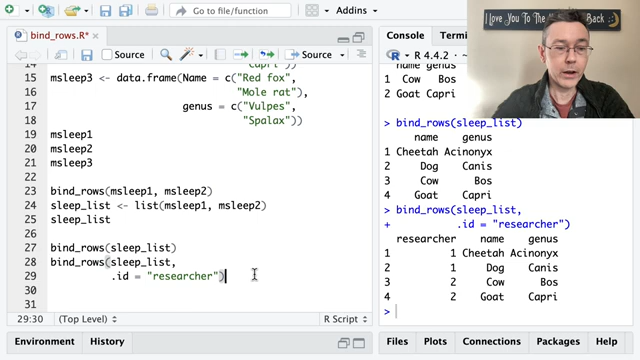 Go to file/function
Addins
I Love You To The Back
bind_rows.R*
Source
Source
14 Capri"))
15 msleep3 <- data.frame(Name = c("Red fox",
16 "Mole rat"),
17 genus = c("Vulpes",
18 "Spalax"))
19 msleep1
20 msleep2
21 msleep3
22
23 bind_rows(msleep1, msleep2)
24 sleep_list <- list(msleep1, msleep2)
25 sleep_list
26
27 bind_rows(sleep_list)
28 bind_rows(sleep_list,
29 .id = "researcher")
30
31
29:30 (Top Level) R Script
Environment History
Console Termi
R 4.4.2
name genus
1 Cow Bos
2 Goat Capri
> bind_rows(sleep_list)
name genus
1 Cheetah Acinonyx
2 Dog Canis
3 Cow Bos
4 Goat Capri
> bind_rows(sleep_list,
+ .id = "researcher")
researcher name genus
1 1 Cheetah Acinonyx
2 1 Dog Canis
3 2 Cow Bos
4 2 Goat Capri
>
Files Plots Connections Packages Help